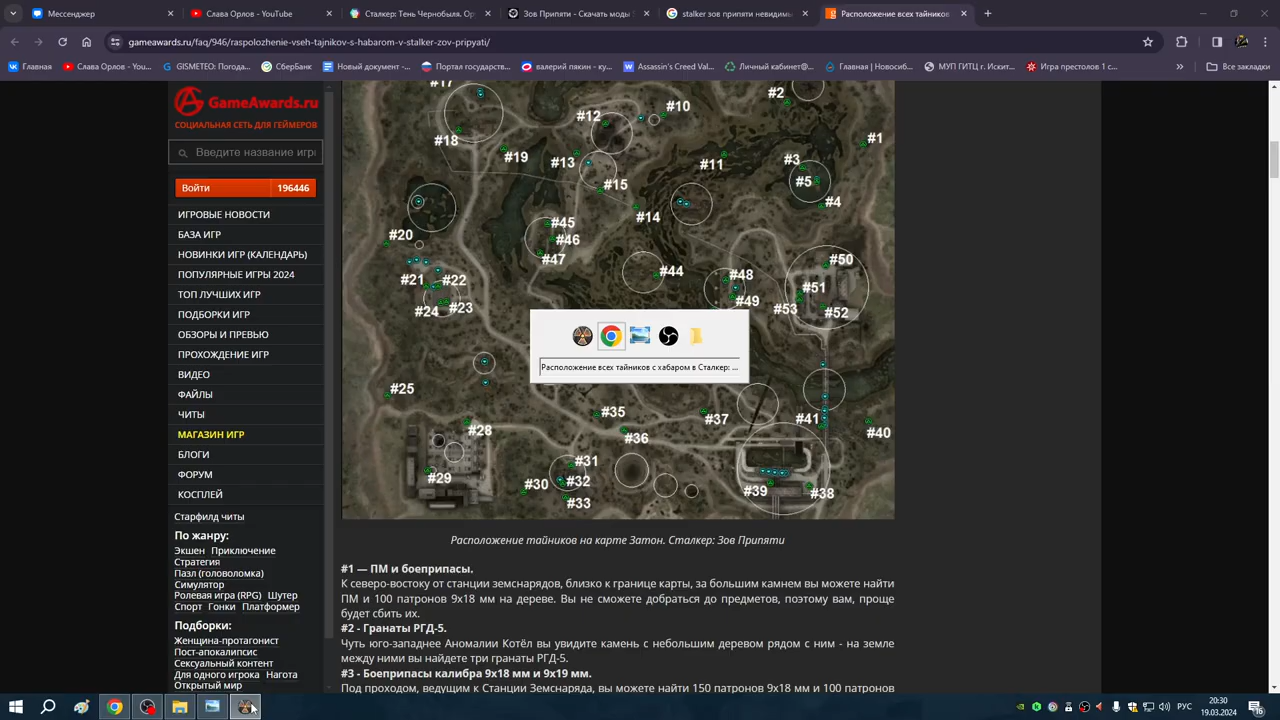 Мессенджер
Слава Орлов - YouTube
Сталкер: Тень Чернобыля. Ор
Зов Припяти - Скачать моды
stalker зов припяти невидимы
Расположение всех тайников
gameawards.ru/faq/946/raspolozhenie-vseh-tajnikov-s-habarom-v-stalker-zov-pripyati/
Главная
Слава Орлов - You...
GISMETEO: Погода...
СберБанк
Новый документ -...
Портал государств...
валерий пякин - ку...
Assassin's Creed Val...
Личный кабинет@...
Главная | Новосиб...
МУП ГИТЦ г. Искит...
Игра престолов 1 с...
»
Все закладки
GameAwards.ru
СОЦИАЛЬНАЯ СЕТЬ ДЛЯ ГЕЙМЕРОВ
Введите название игры
Войти 196446
ИГРОВЫЕ НОВОСТИ
БАЗА ИГР
НОВИНКИ ИГР (КАЛЕНДАРЬ)
ПОПУЛЯРНЫЕ ИГРЫ 2024
ТОП ЛУЧШИХ ИГР
ПОДБОРКИ ИГР
ОБЗОРЫ И ПРЕВЬЮ
ПРОХОЖДЕНИЕ ИГР
ВИДЕО
ФАЙЛЫ
ЧИТЫ
МАГАЗИН ИГР
БЛОГИ
ФОРУМ
КОСПЛЕЙ
Старфилд читы
По жанру:
Экшен Приключение
Стратегия
Пазл (головоломка)
Симулятор
Ролевая игра (RPG) Шутер
Спорт Гонки Платформер
Подборки:
Женщина-протагонист
Пост-апокалипсис
Сексуальный контент
Для одного игрока Нагота
Открытый мир
#17
#2
#10
#12
#18
#1
#19
#13
#11
#3
#15
#5
#4
#14
#45
#20
#46
#47
#50
#44
#48
#21
#22
#51
#49
#53
#52
#24
#23
Расположение всех тайников с хабаром в Сталкер: ...
#25
#35
#37
#28
#36
#41
#40
#31
#29
#30
#32
#39
#38
#33
Расположение тайников на карте Затон. Сталкер: Зов Припяти
#1 — ПМ и боеприпасы.
К северо-востоку от станции земснарядов, близко к границе карты, за большим камнем вы можете найти
ПМ и 100 патронов 9x18 мм на дереве. Вы не сможете добраться до предметов, поэтому вам, проще
будет сбить их.
#2 - Гранаты РГД-5.
Чуть юго-западнее Аномалии Котёл вы увидите камень с небольшим деревом рядом с ним - на земле
между ними вы найдете три гранаты РГД-5.
#3 - Боеприпасы калибра 9x18 мм и 9x19 мм.
Под проходом, ведущим к Станции Земснаряда, вы можете найти 150 патронов 9x18 мм и 100 патронов
РУС
20:30
19.03.2024
16